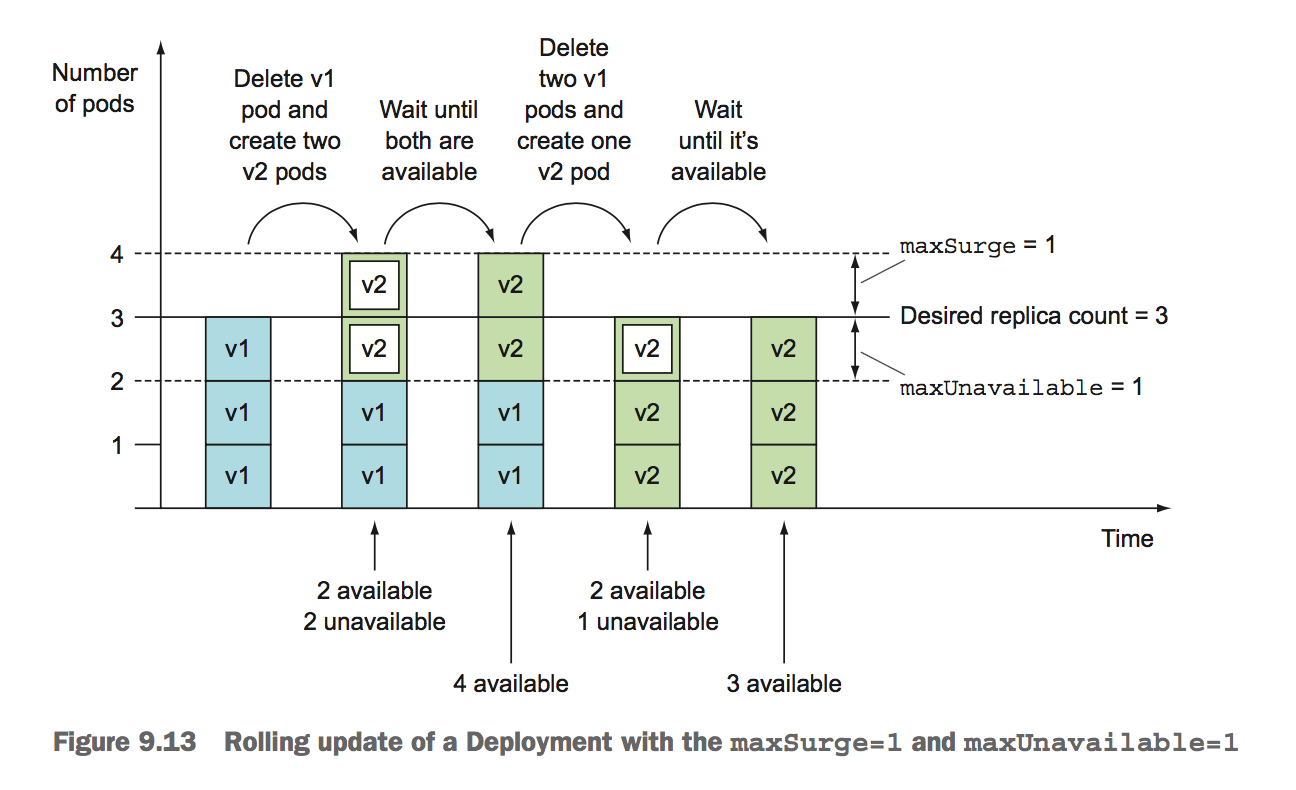 Number
of pods
Delete v1
pod and
create two
v2 pods
Wait until
both are
available
Delete
two v1
pods and
create one
v2 pod
Wait
until it’s
available
4
3
2
1
v1
v1
v1
v2
v2
v1
v1
v2
v2
v1
v1
v2
v2
v2
v2
v2
v2
maxSurge = 1
Desired replica count = 3
maxUnavailable = 1
Time
2 available
2 unavailable
4 available
2 available
1 unavailable
3 available
Figure 9.13 Rolling update of a Deployment with the maxSurge=1 and maxUnavailable=1